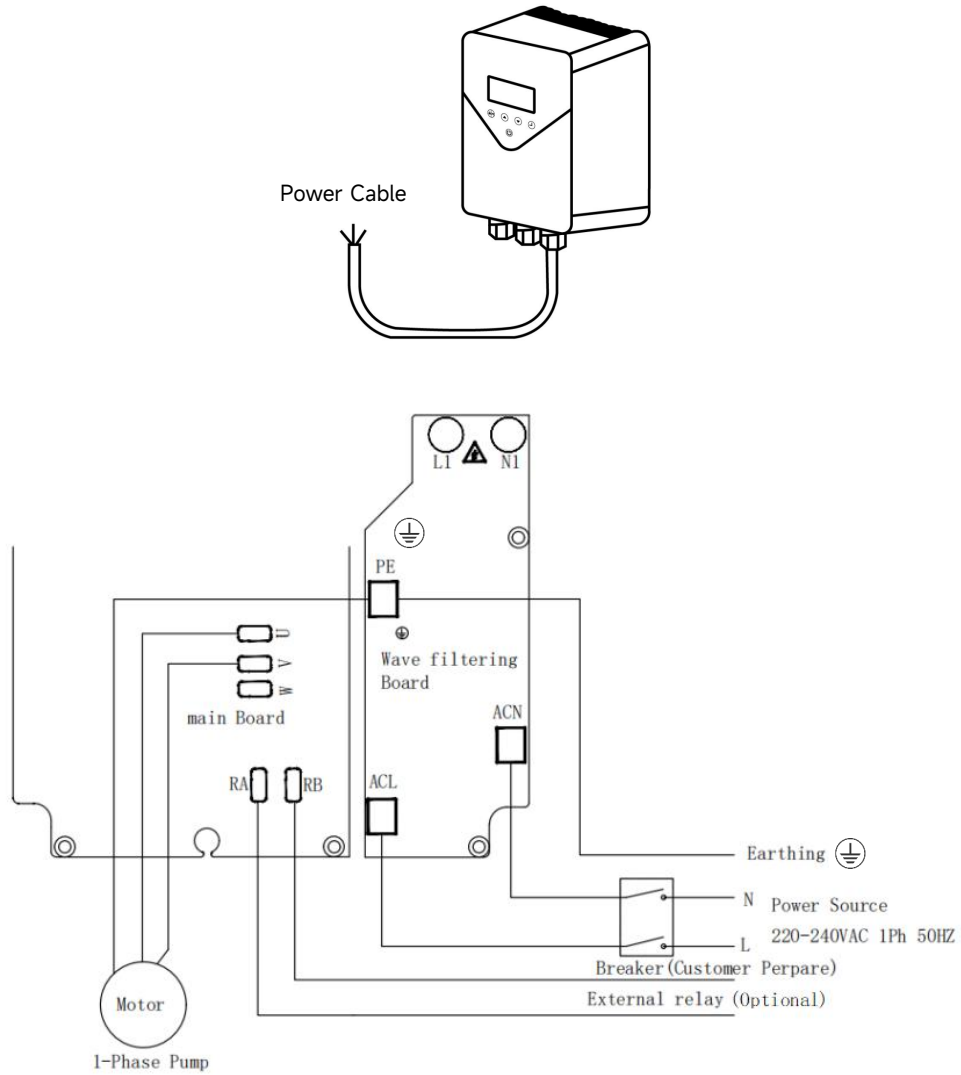 Power Cable
L1
N1
PE
U
V
W
Wave filtering
Board
main Board
ACN
RA
RB
ACL
Earthing
N
Power Source
L
220-240VAC 1Ph 50HZ
Breaker(Customer Perpare)
External relay (Optional)
Motor
1-Phase Pump